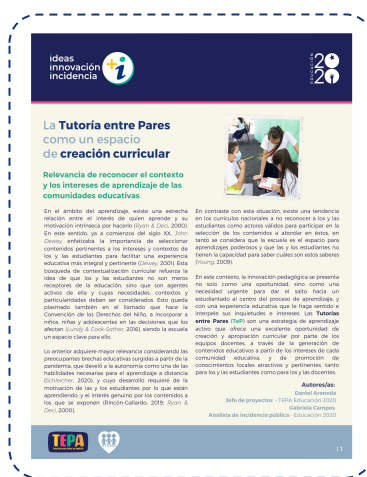 ideas
innovación
incidencia
+i
EDUCACIÓN
2020
La Tutoría entre Pares
como un espacio
de creación curricular
Relevancia de reconocer el contexto
y los intereses de aprendizaje de las
comunidades educativas
En el ámbito del aprendizaje, existe una estrecha
relación entre el interés de quien aprende y su
motivación intrínseca por hacerlo (Ryan & Deci, 2000).
En este sentido, ya a comienzos del siglo XX, John
Dewey enfatizaba la importancia de seleccionar
contenidos pertinentes a los intereses y contextos de
los y las estudiantes para facilitar una experiencia
educativa más integral y pertinente (Dewey, 2001). Esta
búsqueda de contextualización curricular refuerza la
idea de que los y las estudiantes no son meros
receptores de la educación, sino que son agentes
activos de ella y cuyas necesidades, contextos y
particularidades deben ser considerados. Esto queda
plasmado también en el llamado que hace la
Convención de los Derechos del Niño, a incorporar a
niños, niñas y adolescentes en las decisiones que los
afectan (Lundy & Cook-Sather, 2016), siendo la escuela
un espacio clave para ello.
Lo anterior adquiere mayor relevancia considerando las
preocupantes brechas educativas surgidas a partir de la
pandemia, que develó a la autonomía como una de las
habilidades necesarias para el aprendizaje a distancia
(Schleicher, 2020), y cuyo desarrollo requiere de la
motivación de las y los estudiantes por lo que están
aprendiendo, y el interés genuino por los contenidos a
los que se exponen (Rincón-Gallardo, 2019; Ryan &
Deci, 2000).
En contraste con esta situación, existe una tendencia
en los currículos nacionales a no reconocer a los y las
estudiantes como actores válidos para participar en la
selección de los contenidos a abordar en éstos, en
tanto se considera que la escuela es el espacio para
aprendizajes poderosos y que las y los estudiantes no
tienen la capacidad para saber cuáles son estos saberes
(Young, 2009).
En este contexto, la innovación pedagógica se presenta
no solo como una oportunidad, sino como una
necesidad urgente para dar el salto hacia un
estudiantado al centro del proceso de aprendizaje, y
con una experiencia educativa que le haga sentido e
interpele sus inquietudes e intereses. Las Tutorías
entre Pares (TeP) son una estrategia de aprendizaje
activo que ofrece una excelente oportunidad de
creación y apropiación curricular por parte de los
equipos docentes, a través de la generación de
contenidos educativos a partir de los intereses de cada
comunidad educativa, y de promoción de
conocimientos locales atractivos y pertinentes, tanto
para los y las estudiantes como para los y las docentes.
Autores/as:
Daniel Araneda
Jefe de proyectos - TEPA Educación 2020
Gabriela Campos
Analista de incidencia pública - Educación 2020
TEPA
| 1